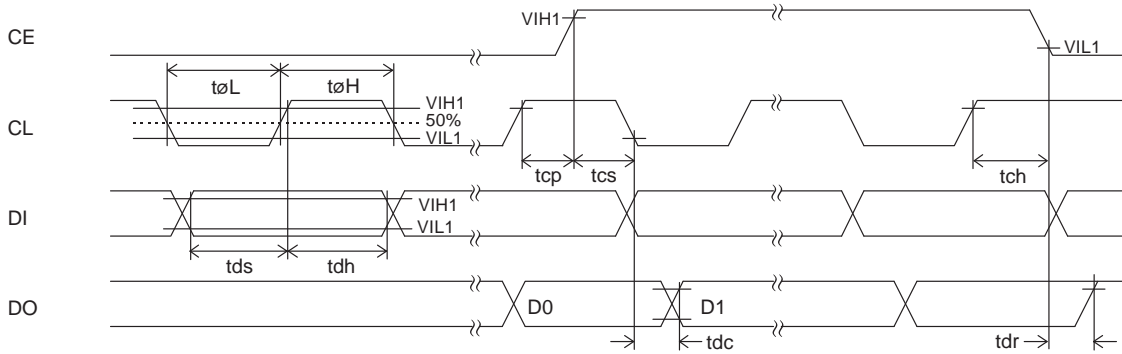 CE
VIH1
VIL1
tøL
tøH
CL
VIH1
50%
VIL1
tcp
tcs
tch
DI
VIH1
VIL1
tds
tdh
DO
D0
D1
tdc
tdr